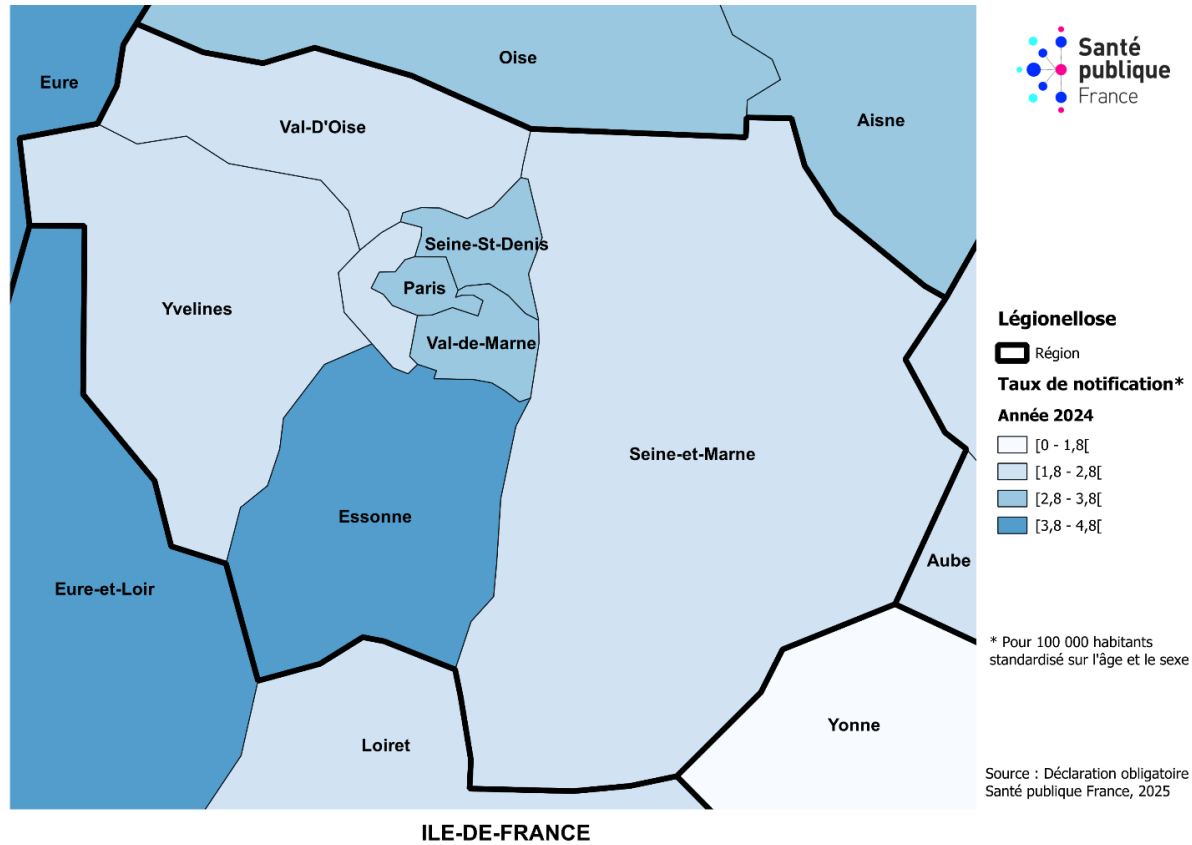 Eure
Oise
Val-D'Oise
Aisne
Seine-St-Denis
Paris
Yvelines
Val-de-Marne
Seine-et-Marne
Essonne
Eure-et-Loir
Aube
Loiret
Yonne
ILE-DE-FRANCE
Santé
publique
France
Légionellose
Région
Taux de notification*
Année 2024
[0 - 1,8[
[1,8 - 2,8[
[2,8 - 3,8[
[3,8 - 4,8[
* Pour 100 000 habitants
standardisé sur l'âge et le sexe
Source : Déclaration obligatoire
Santé publique France, 2025